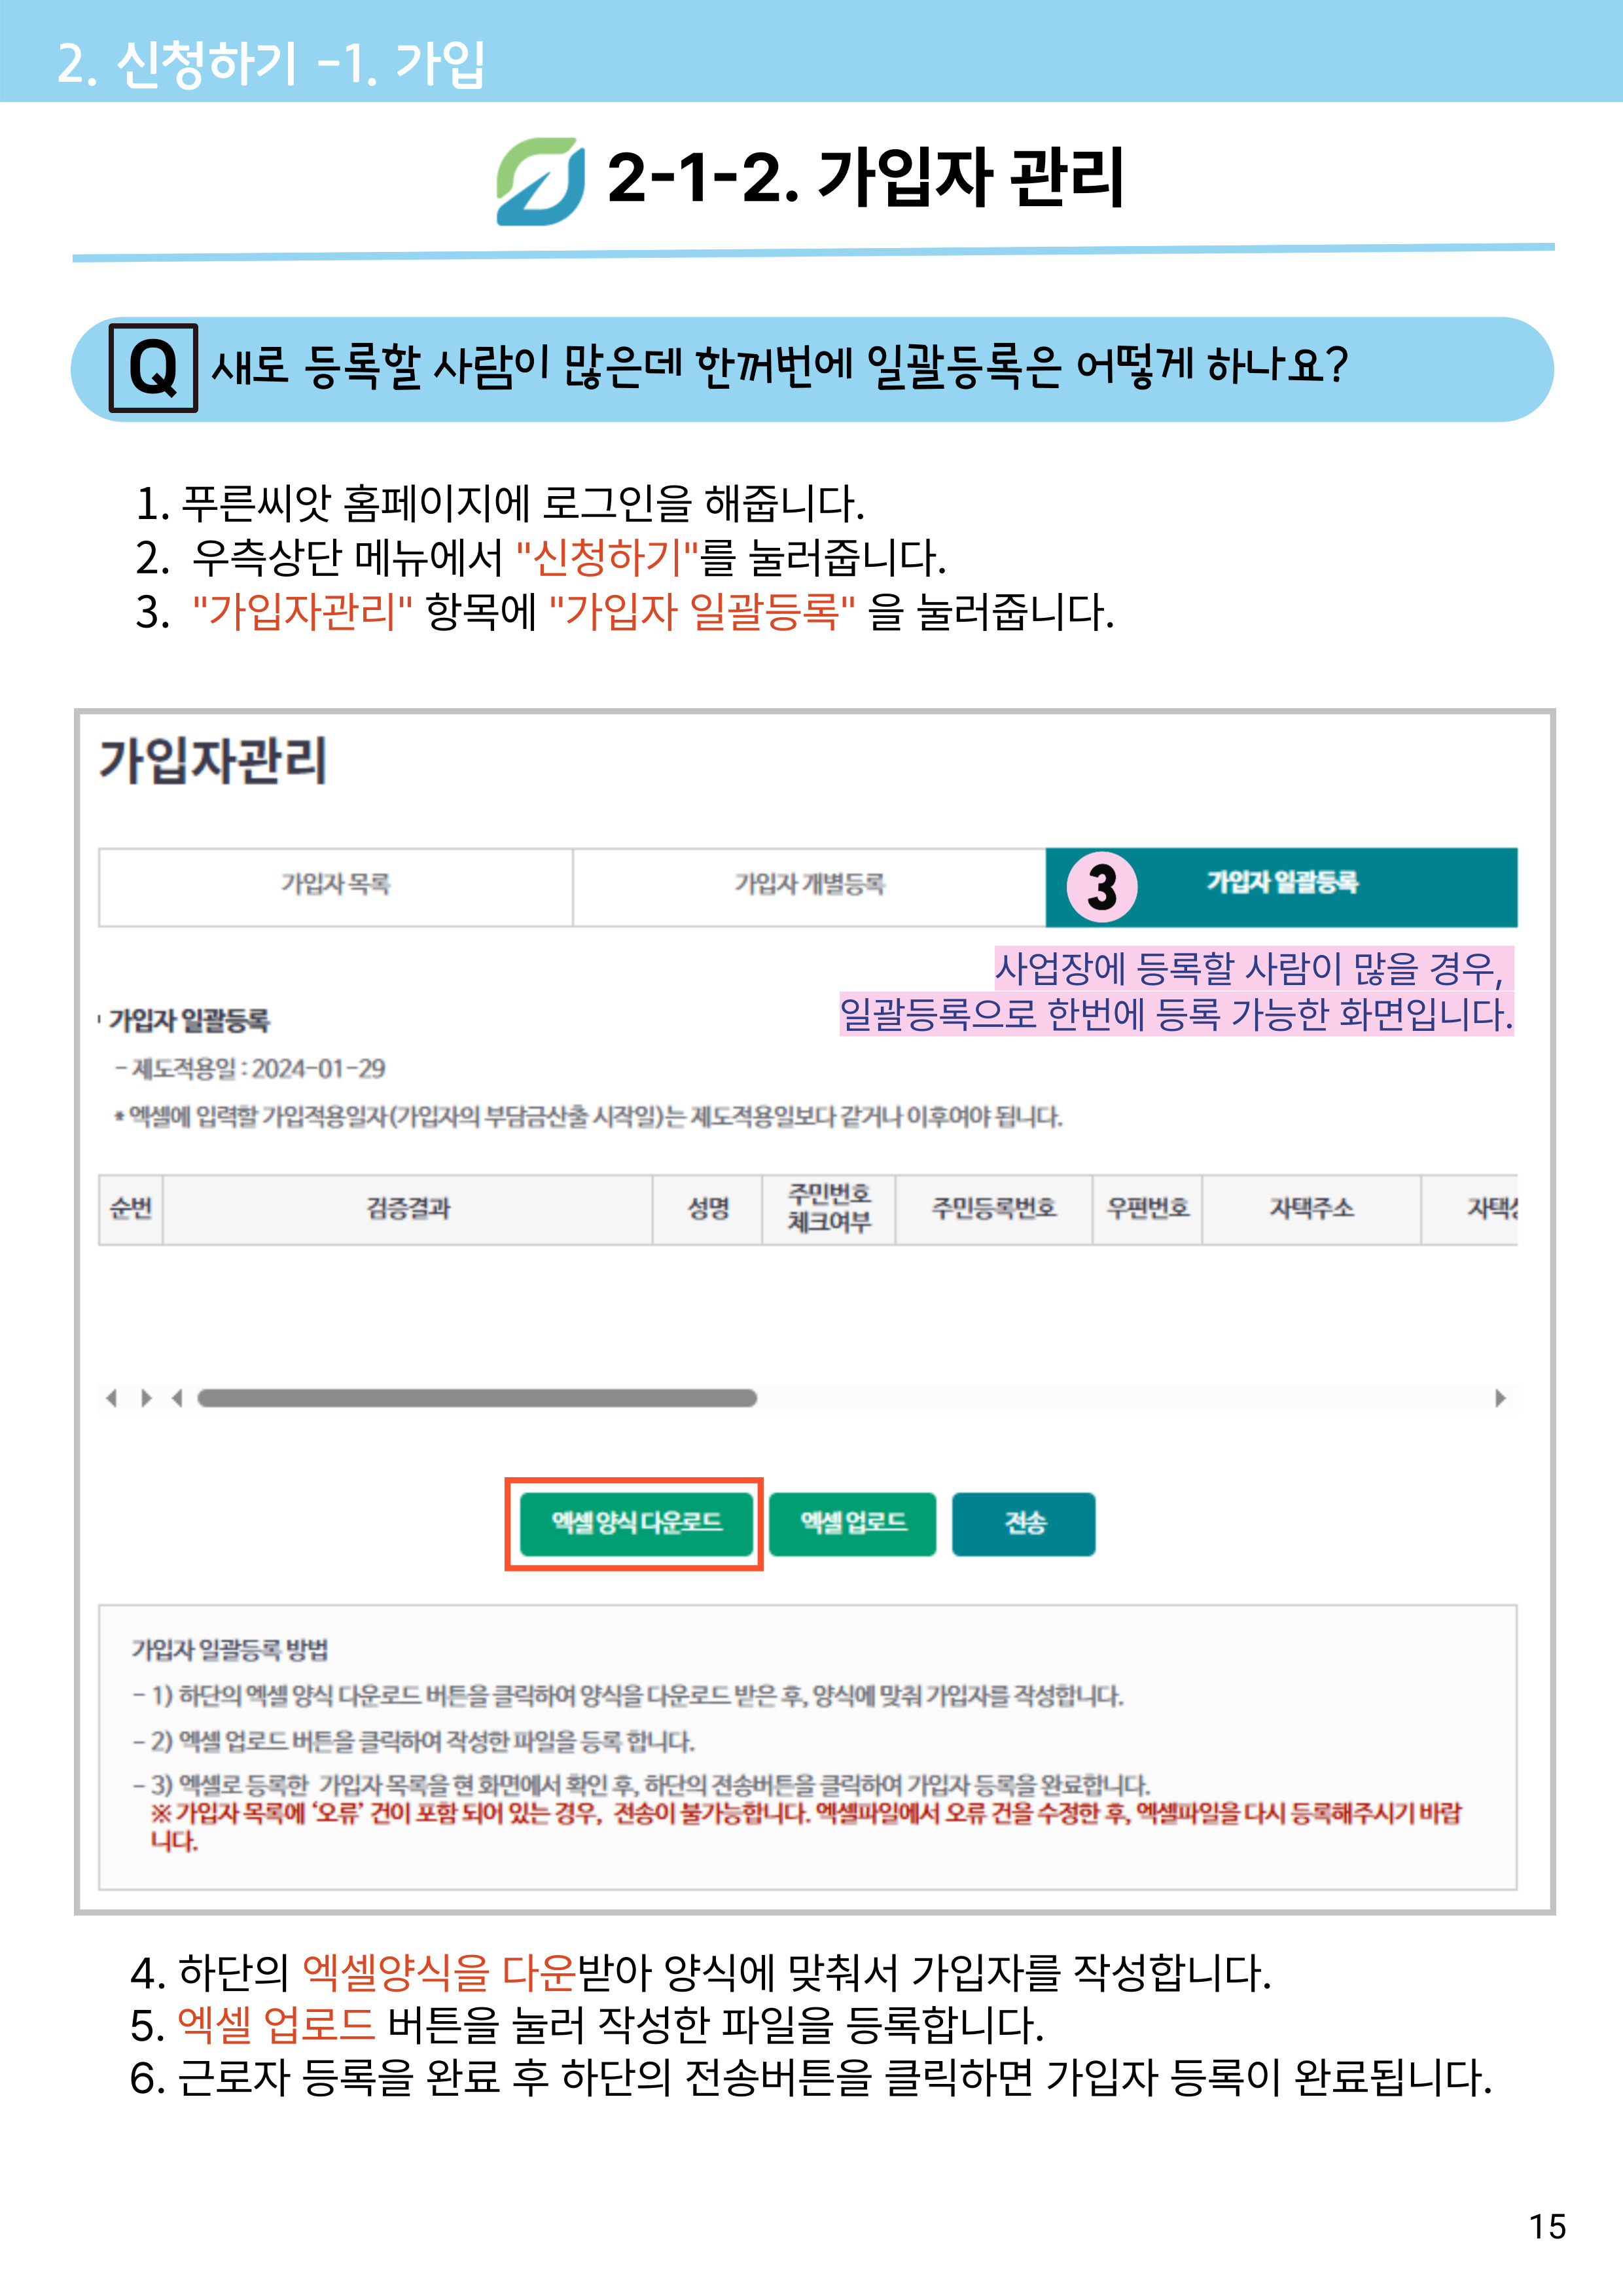 2. 신청하기 -1. 가입
2-1-2. 가입자 관리
Q 새로 등록할 사람이 많은데 한꺼번에 일괄등록은 어떻게 하나요?
1. 푸른씨앗 홈페이지에 로그인을 해줍니다.
2. 우측상단 메뉴에서 "신청하기"를 눌러줍니다.
3. "가입자관리" 항목에 "가입자 일괄등록" 을 눌러줍니다.
가입자관리
가입자 목록
가입자 개별등록
3 가입자 일괄등록
사업장에 등록할 사람이 많을 경우,
일괄등록으로 한번에 등록 가능한 화면입니다.
가입자 일괄등록
- 제도적용일 : 2024-01-29
* 엑셀에 입력할 가입적용일자(가입자의 부담금산출 시작일)는 제도적용일보다 같거나 이후여야 됩니다.
순번
검증결과
성명
주민번호
체크여부
주민등록번호
우편번호
자택주소
자택
엑셀 양식 다운로드
엑셀 업로드
전송
가입자 일괄등록 방법
- 1) 하단의 엑셀 양식 다운로드 버튼을 클릭하여 양식을 다운로드 받은 후, 양식에 맞춰 가입자를 작성합니다.
- 2) 엑셀 업로드 버튼을 클릭하여 작성한 파일을 등록 합니다.
- 3) 엑셀로 등록한 가입자 목록을 현 화면에서 확인 후, 하단의 전송버튼을 클릭하여 가입자 등록을 완료합니다.
※ 가입자 목록에 ‘오류’ 건이 포함 되어 있는 경우, 전송이 불가능합니다. 엑셀파일에서 오류 건을 수정한 후, 엑셀파일을 다시 등록해주시기 바랍
니다.
4. 하단의 엑셀양식을 다운받아 양식에 맞춰서 가입자를 작성합니다.
5. 엑셀 업로드 버튼을 눌러 작성한 파일을 등록합니다.
6. 근로자 등록을 완료 후 하단의 전송버튼을 클릭하면 가입자 등록이 완료됩니다.
15